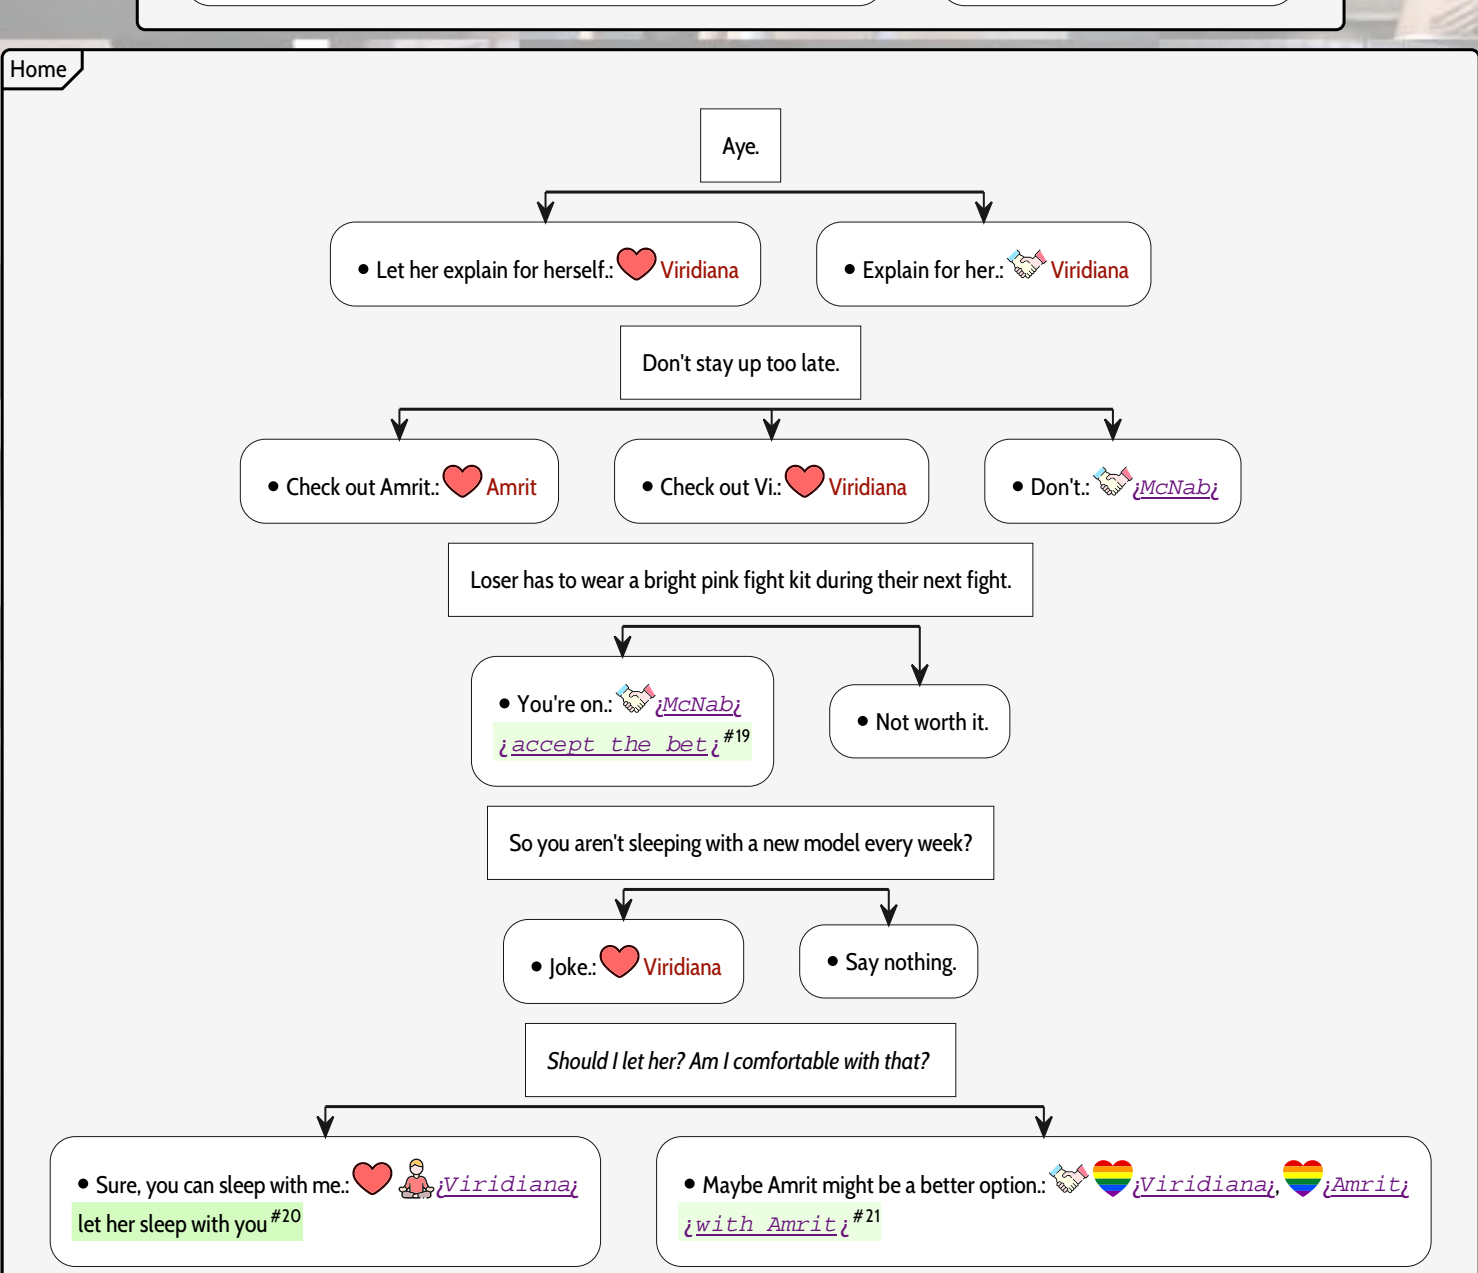 Home
Aye.
• Let her explain for herself.: Viridiana
• Explain for her.: Viridiana
Don't stay up too late.
• Check out Amrit.: Amrit
• Check out Vi.: Viridiana
• Don't.: ¿McNab¿
Loser has to wear a bright pink fight kit during their next fight.
• You're on.: ¿McNab¿
¿accept the bet¿ #19
• Not worth it.
So you aren't sleeping with a new model every week?
• Joke.: Viridiana
• Say nothing.
Should I let her? Am I comfortable with that?
• Sure, you can sleep with me.: ¿Viridiana¿
let her sleep with you #20
• Maybe Amrit might be a better option.: ¿Viridiana¿, ¿Amrit¿
¿with Amrit¿ #21